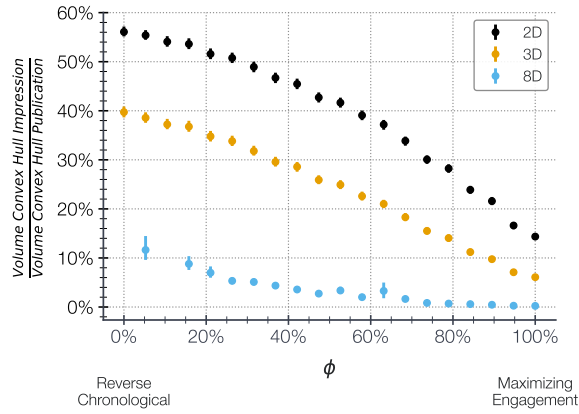 Volume Convex Hull Impression
Volume Convex Hull Publication
60%
50%
40%
30%
20%
10%
0%
2D
3D
8D
0% 20% 40% 60% 80% 100%
ϕ
Reverse
Chronological
Maximizing
Engagement